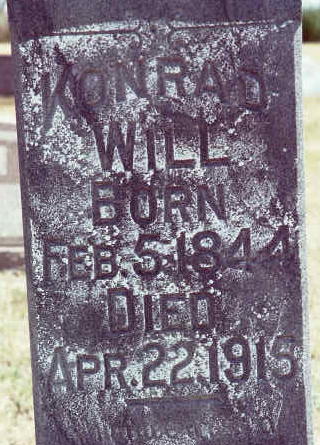 KONRAD
WILL
BORN
FEB. 5. 1844
DIED
APR. 22. 1915